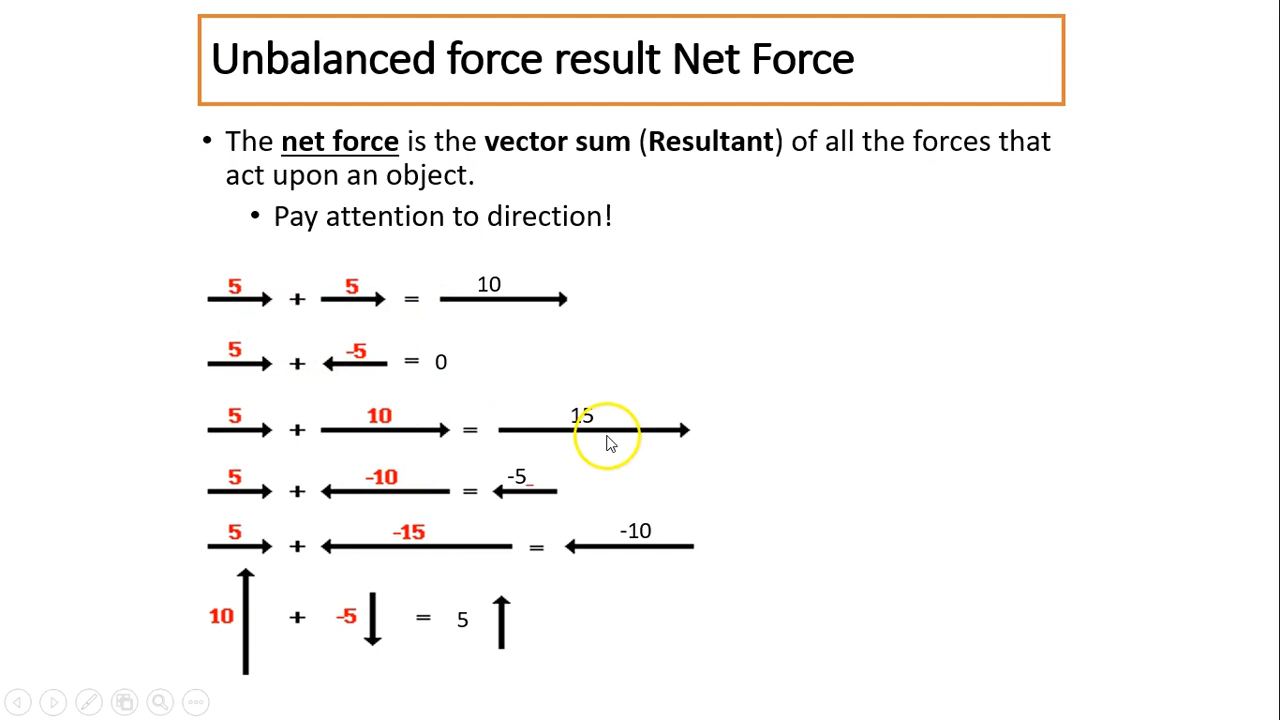 Unbalanced force result Net Force
• The net force is the vector sum (Resultant) of all the forces that
act upon an object.
• Pay attention to direction!
5 + 5 = 10
5 + -5 = 0
5 + 10 = 15
5 + -10 = -5
5 + -15 = -10
10 + -5 = 5